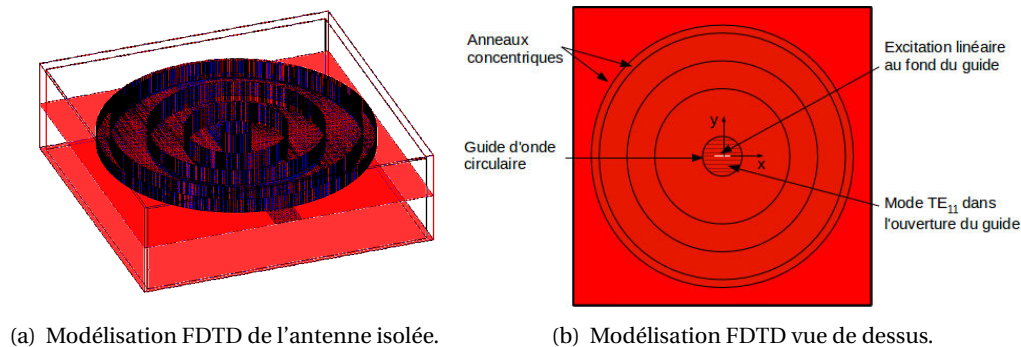 Anneaux
concentriques
Excitation linéaire
au fond du guide
y
x
Guide d'onde
circulaire
Mode TE11 dans
l'ouverture du guide
(a) Modélisation FDTD de l'antenne isolée.
(b) Modélisation FDTD vue de dessus.